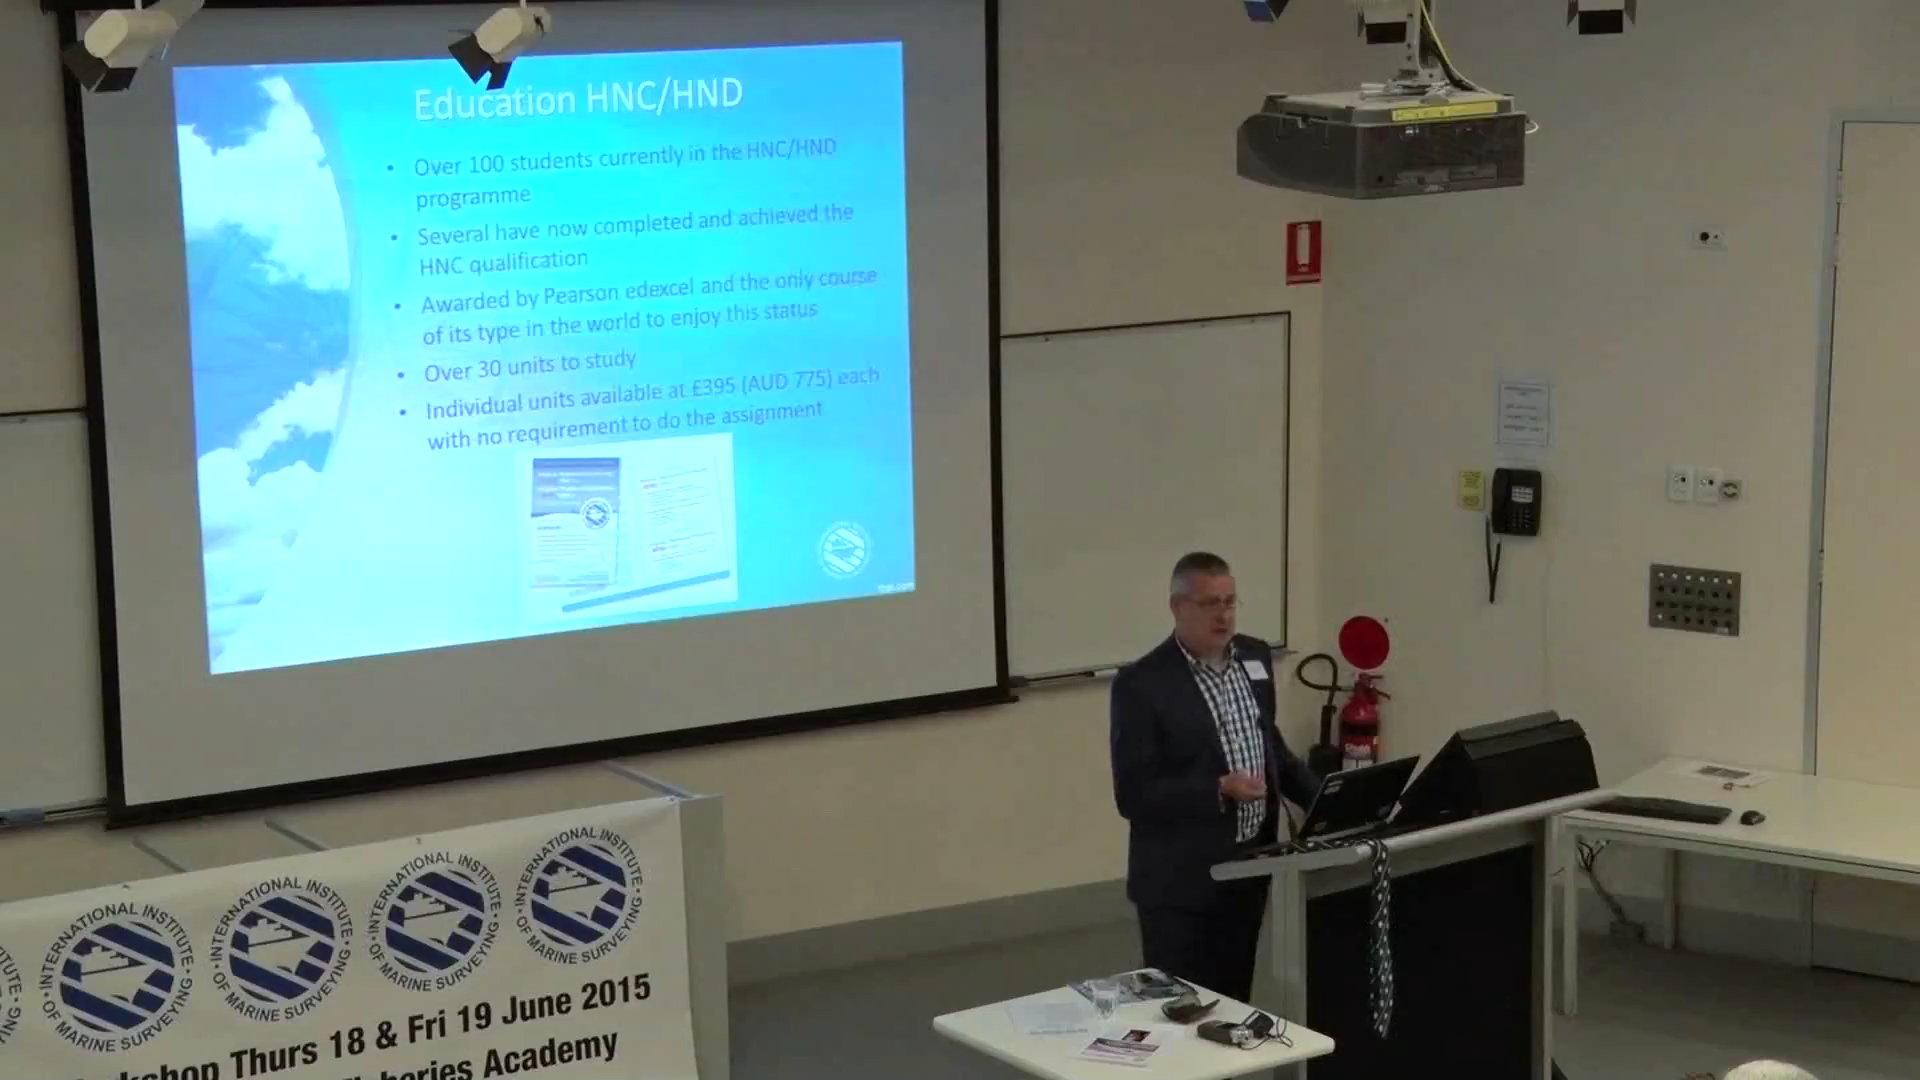 Education HNC/HND
• Over 100 students currently in the HNC/HND
programme
• Several have now completed and achieved the
HNC qualification
• Awarded by Pearson edexcel and the only course
of its type in the world to enjoy this status
• Over 30 units to study
• Individual units available at £395 (AUD 775) each
with no requirement to do the assignment
INTERNATIONAL INSTITUTE
OF MARINE SURVEYING
INTERNATIONAL INSTITUTE
OF MARINE SURVEYING
INTERNATIONAL INSTITUTE
OF MARINE SURVEYING
INTERNATIONAL INSTITUTE
OF MARINE SURVEYING
Thurs 18 & Fri 19 June 2015
Academy